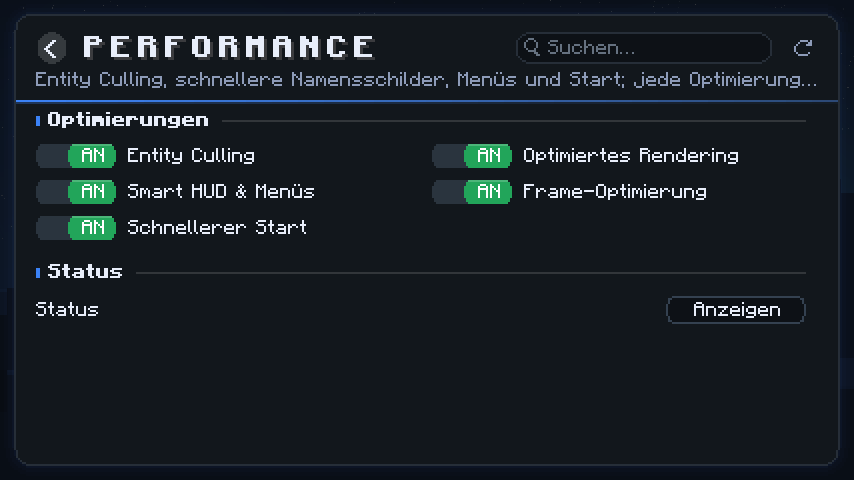 PERFORMANCE
Suchen...
Entity Culling, schnellere Namensschilder, Menüs und Start; jede Optimierung...
Optimierungen
AN Entity Culling
AN Optimiertes Rendering
AN Smart HUD & Menüs
AN Frame-Optimierung
AN Schnellerer Start
Status
Status
Anzeigen